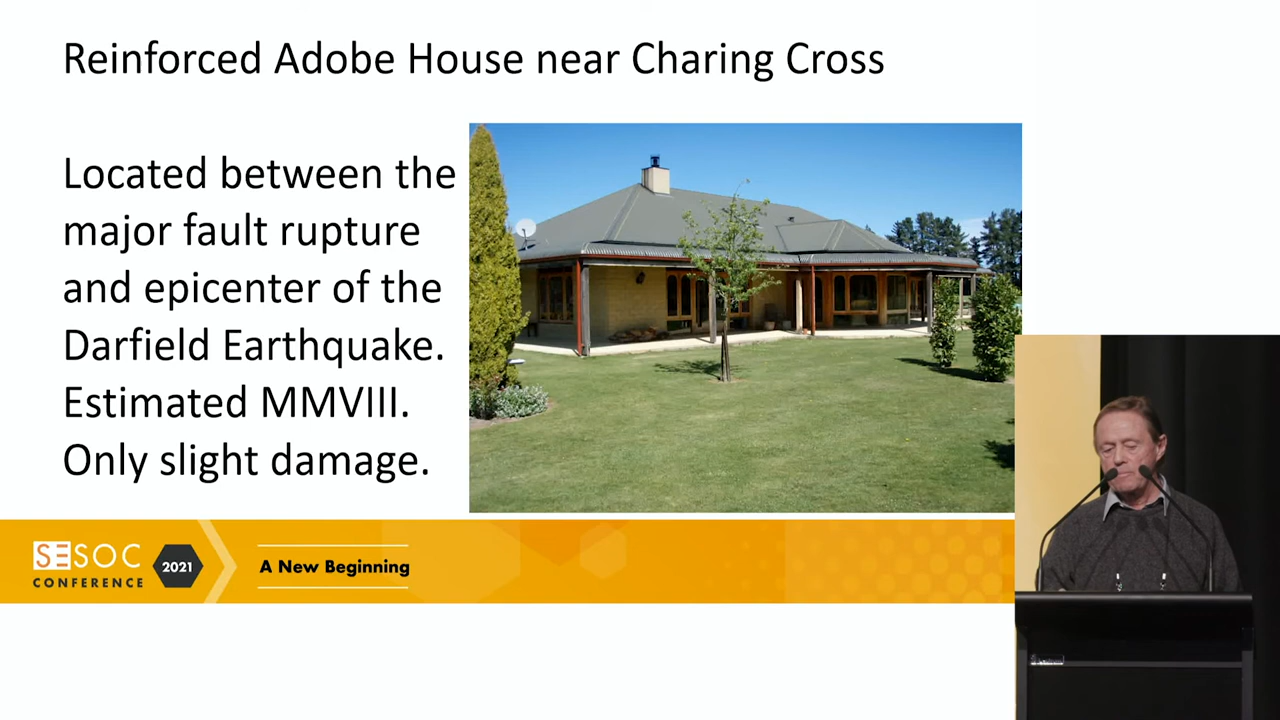 Reinforced Adobe House near Charing Cross
Located between the
major fault rupture
and epicenter of the
Darfield Earthquake.
Estimated MMVIII.
Only slight damage.
SESOC
CONFERENCE
2021
A New Beginning